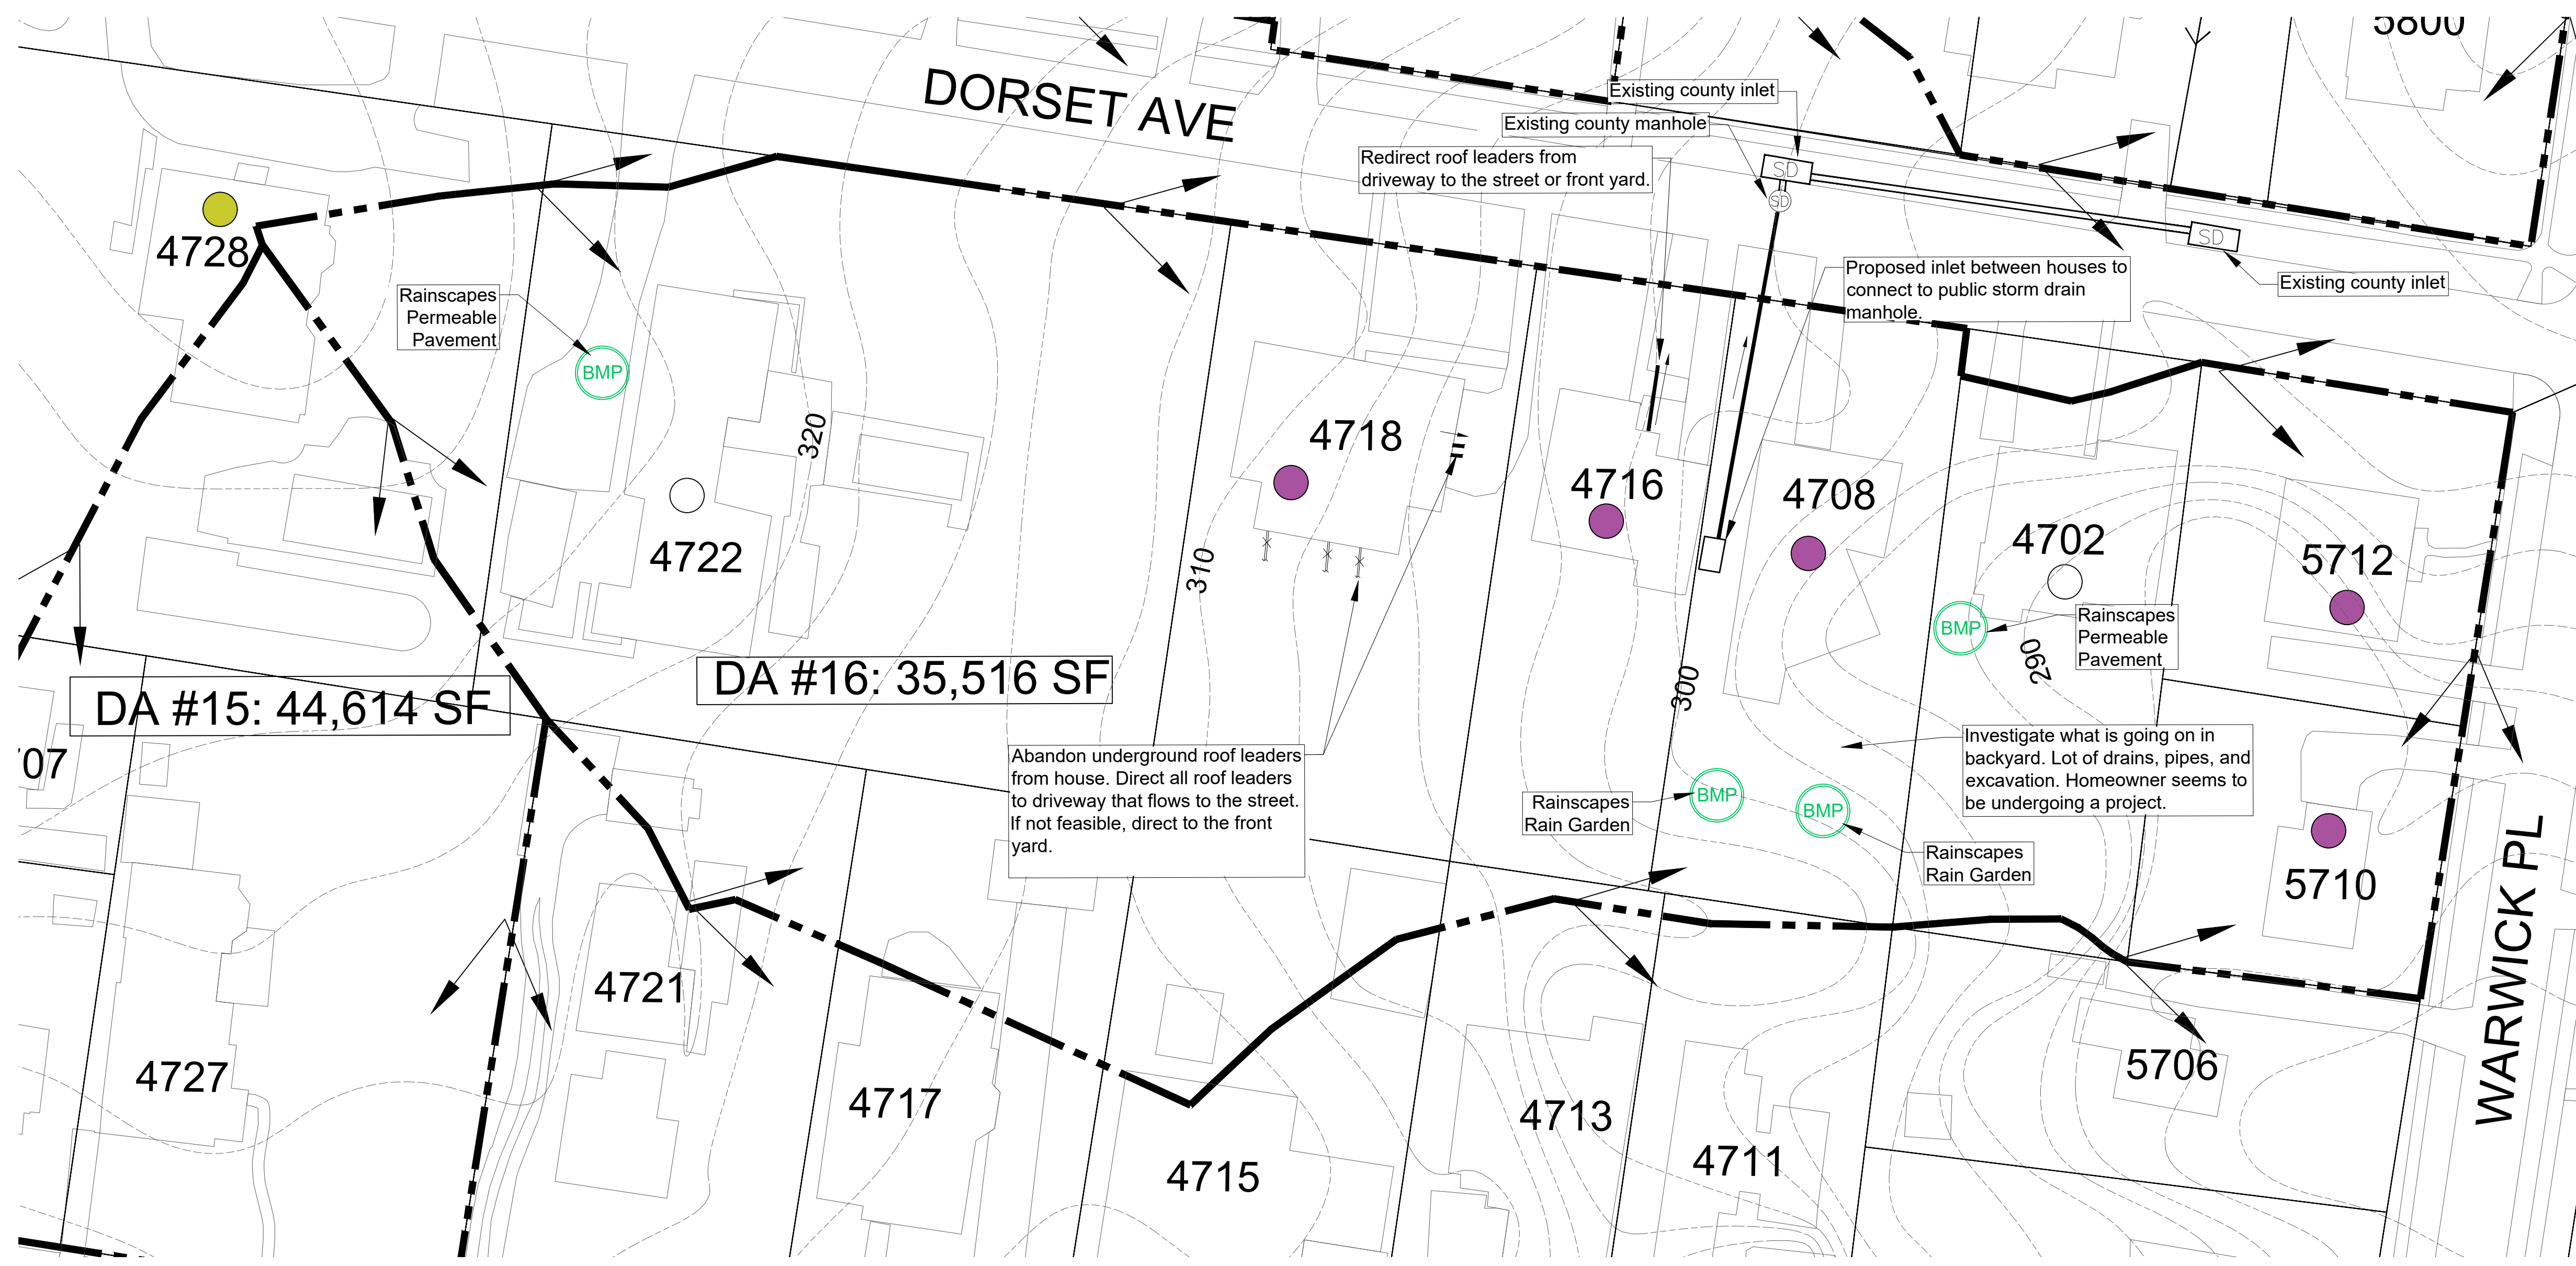 5800
DORSET AVE
Existing county inlet
Existing county manhole
Redirect roof leaders from
driveway to the street or front yard.
SD
SD
SD
4728
Rainscapes
Permeable
Pavement
BMP
Proposed inlet between houses to
connect to public storm drain
manhole.
Existing county inlet
320
4718
4716
4708
4702
5712
4722
310
BMP
Rainscapes
Permeable
Pavement
290
300
DA #15: 44,614 SF
DA #16: 35,516 SF
'07
Abandon underground roof leaders
from house. Direct all roof leaders
to driveway that flows to the street.
If not feasible, direct to the front
yard.
Investigate what is going on in
backyard. Lot of drains, pipes, and
excavation. Homeowner seems to
be undergoing a project.
Rainscapes
Rain Garden
BMP
BMP
Rainscapes
Rain Garden
5710
WARWICK PL
4721
4727
4717
4715
4713
4711
5706